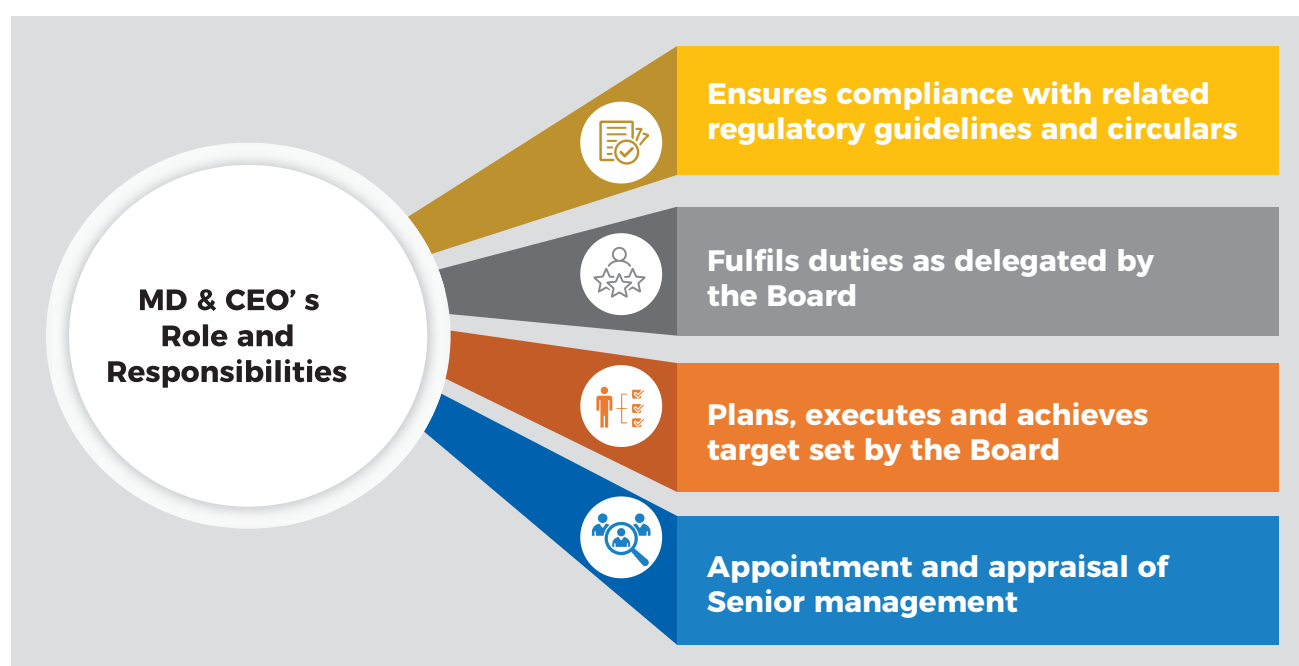 MD & CEO’ s
Role and
Responsibilities
Ensures compliance with related
regulatory guidelines and circulars
Fulfils duties as delegated by
the Board
Plans, executes and achieves
target set by the Board
Appointment and appraisal of
Senior management